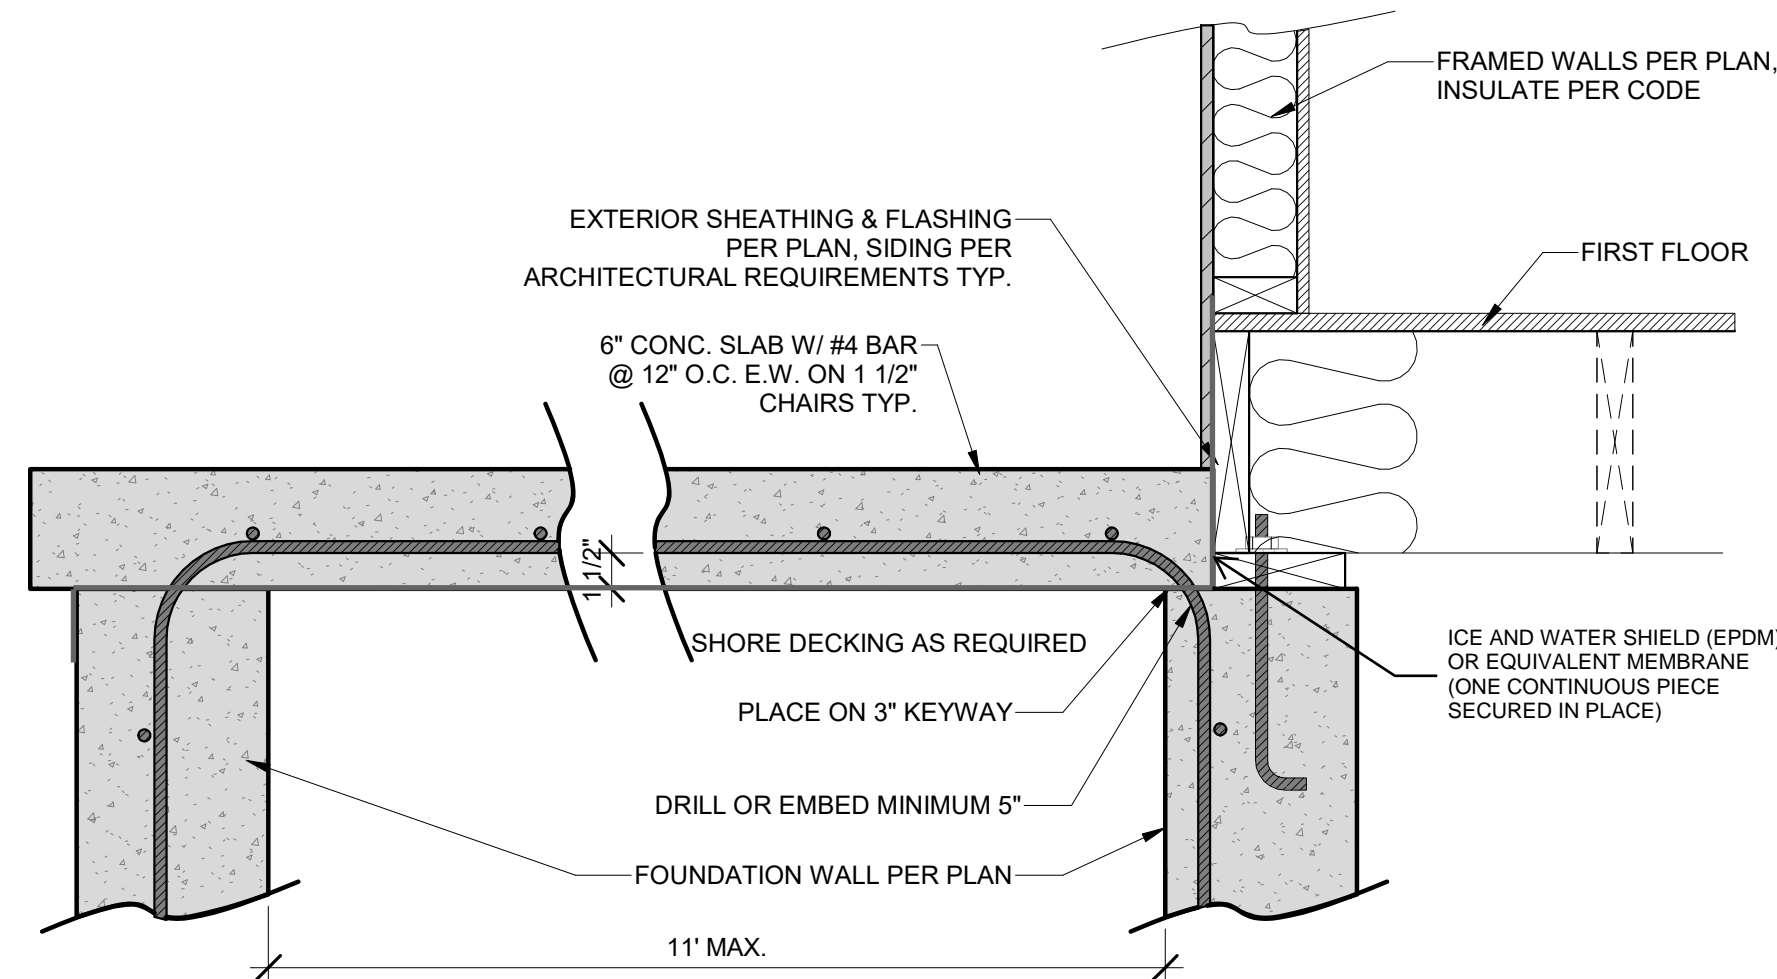 FRAMED WALLS PER PLAN,
INSULATE PER CODE
EXTERIOR SHEATHING & FLASHING
PER PLAN, SIDING PER
ARCHITECTURAL REQUIREMENTS TYP.
FIRST FLOOR
6" CONC. SLAB W/ #4 BAR
@ 12" O.C. E.W. ON 1 1/2"
CHAIRS TYP.
1 1/2"
SHORE DECKING AS REQUIRED
ICE AND WATER SHIELD (EPDM)
OR EQUIVALENT MEMBRANE
(ONE CONTINUOUS PIECE
SECURED IN PLACE)
PLACE ON 3" KEYWAY
DRILL OR EMBED MINIMUM 5"
FOUNDATION WALL PER PLAN
11' MAX.